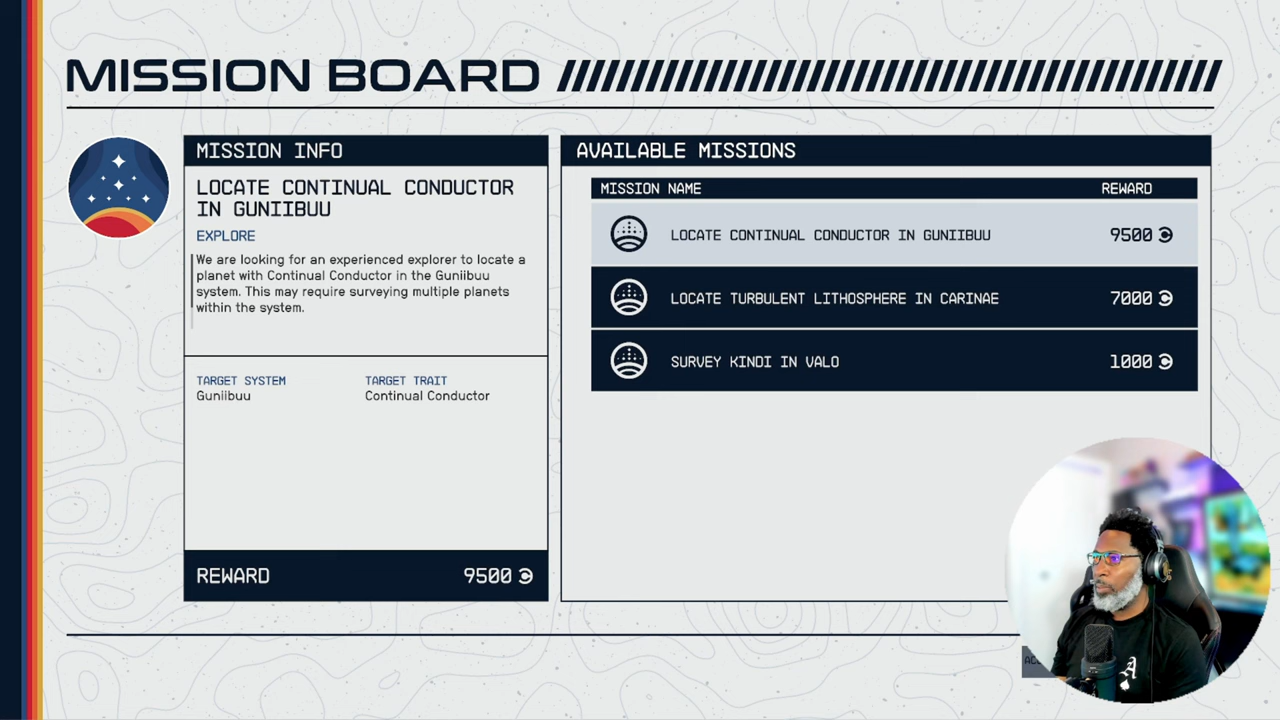 MISSION BOARD
MISSION INFO
LOCATE CONTINUAL CONDUCTOR
IN GUNIIBUU
EXPLORE
We are looking for an experienced explorer to locate a
planet with Continual Conductor in the Guniibuu
system. This may require surveying multiple planets
within the system.
TARGET SYSTEM
Guniibuu
TARGET TRAIT
Continual Conductor
REWARD 9500
AVAILABLE MISSIONS
MISSION NAME REWARD
LOCATE CONTINUAL CONDUCTOR IN GUNIIBUU 9500
LOCATE TURBULENT LITHOSPHERE IN CARINAE 7000
SURVEY KINDI IN VALO 1000
A